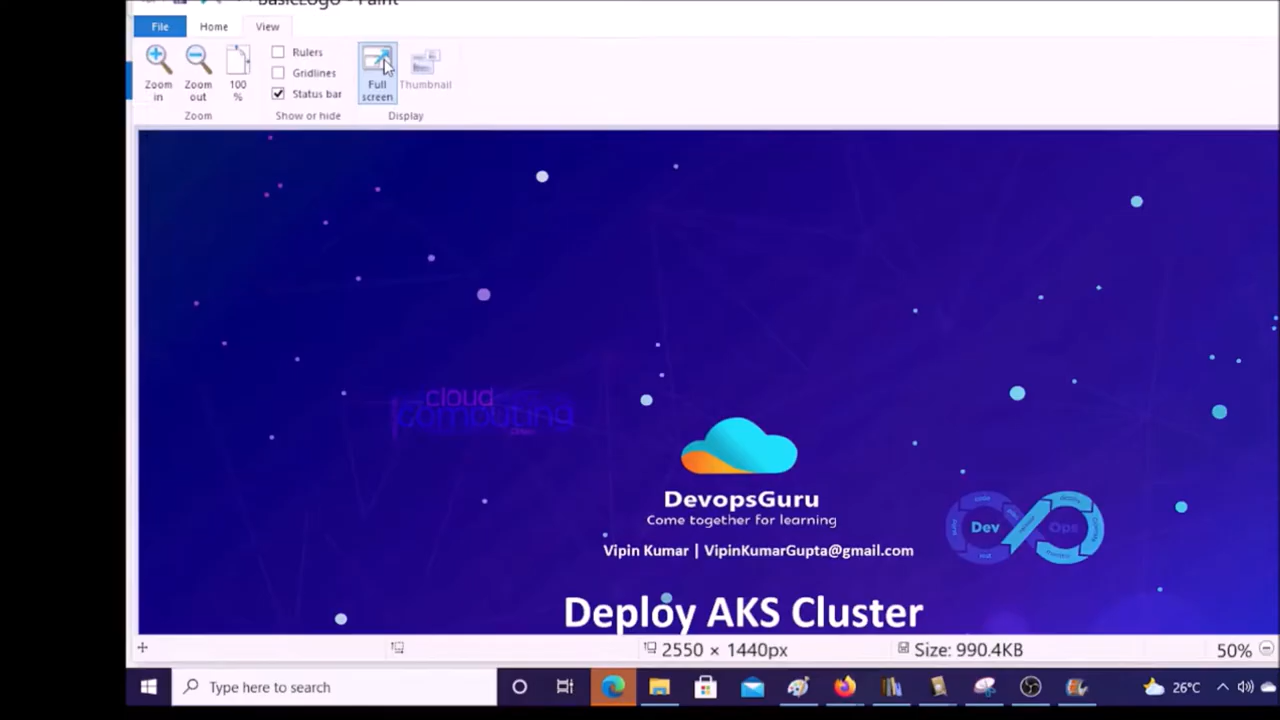 File Home View
Zoom in
Zoom out
100 %
Rulers
Gridlines
Status bar
Full screen
Thumbnail
Zoom
Show or hide
Display
cloud
computing
DevopsGuru
Come together for learning
Vipin Kumar | VipinKumarGupta@gmail.com
Dev Ops
Deploy AKS Cluster
2550 × 1440px
Size: 990.4KB
50%
Type here to search
26°C